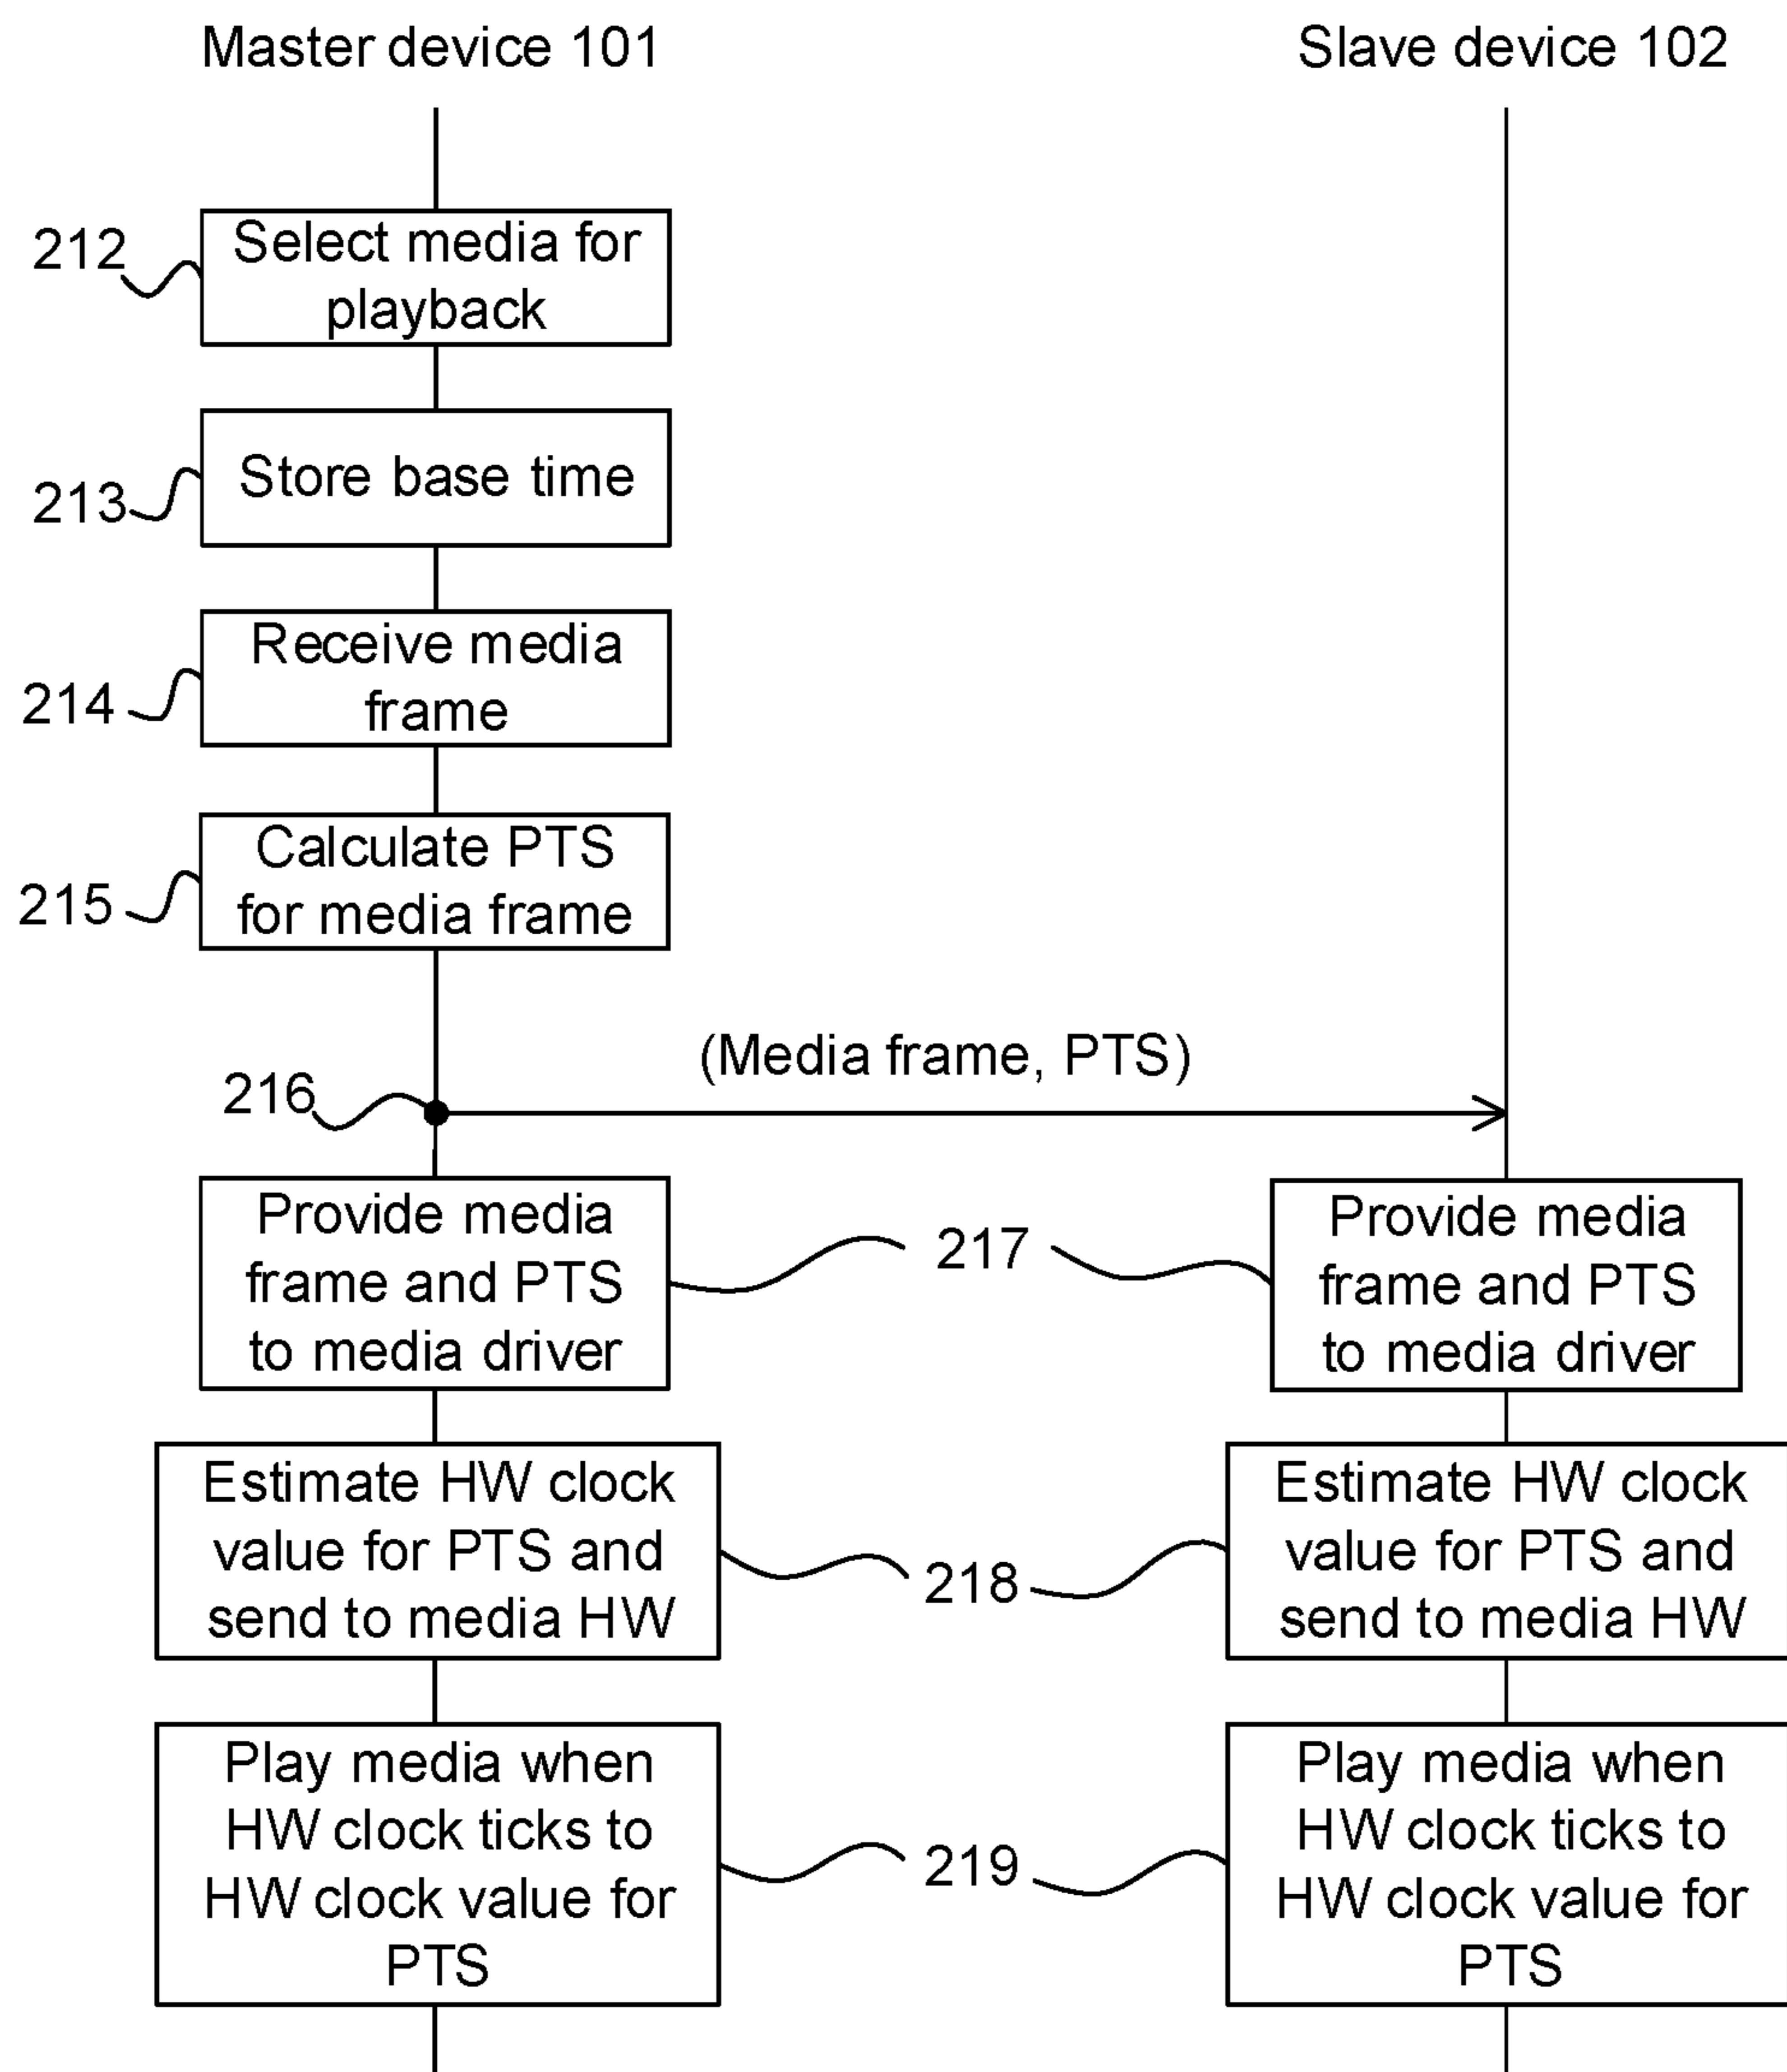 Master device 101
Slave device 102
212
Select media for
playback
213
Store base time
214
Receive media
frame
215
Calculate PTS
for media frame
216
(Media frame, PTS)
Provide media
frame and PTS
to media driver
217
Provide media
frame and PTS
to media driver
Estimate HW clock
value for PTS and
send to media HW
218
Estimate HW clock
value for PTS and
send to media HW
Play media when
HW clock ticks to
HW clock value for
PTS
219
Play media when
HW clock ticks to
HW clock value for
PTS